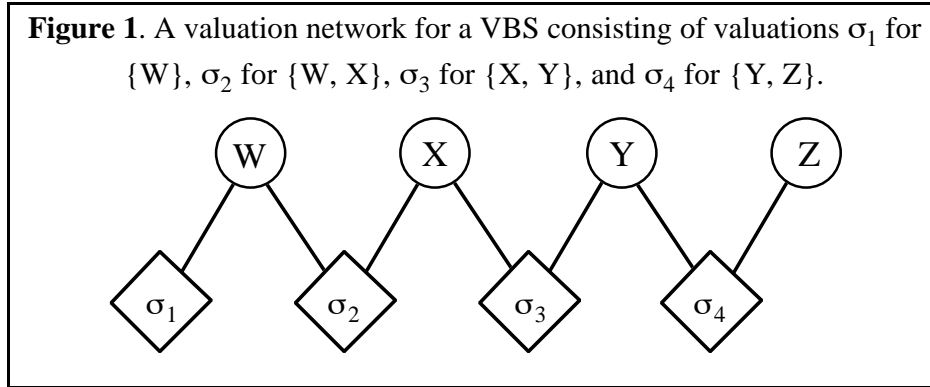 Figure 1. A valuation network for a VBS consisting of valuations σ₁ for
{W}, σ₂ for {W, X}, σ₃ for {X, Y}, and σ₄ for {Y, Z}.
W X Y Z
σ₁ σ₂ σ₃ σ₄